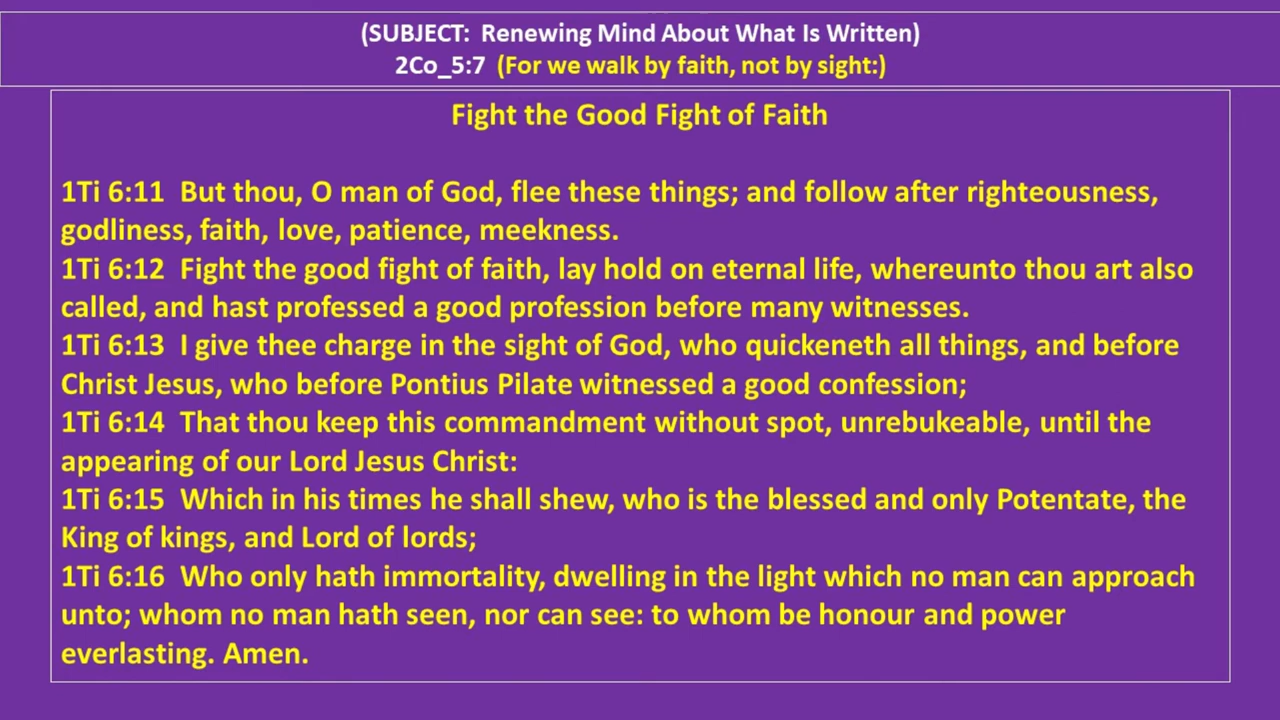 (SUBJECT:  Renewing Mind About What Is Written)
2Co_5:7  (For we walk by faith, not by sight:)
Fight the Good Fight of Faith
1Ti 6:11  But thou, O man of God, flee these things; and follow after righteousness,
godliness, faith, love, patience, meekness.
1Ti 6:12  Fight the good fight of faith, lay hold on eternal life, whereunto thou art also
called, and hast professed a good profession before many witnesses.
1Ti 6:13  I give thee charge in the sight of God, who quickeneth all things, and before
Christ Jesus, who before Pontius Pilate witnessed a good confession;
1Ti 6:14  That thou keep this commandment without spot, unrebukeable, until the
appearing of our Lord Jesus Christ:
1Ti 6:15  Which in his times he shall shew, who is the blessed and only Potentate, the
King of kings, and Lord of lords;
1Ti 6:16  Who only hath immortality, dwelling in the light which no man can approach
unto; whom no man hath seen, nor can see: to whom be honour and power
everlasting. Amen.